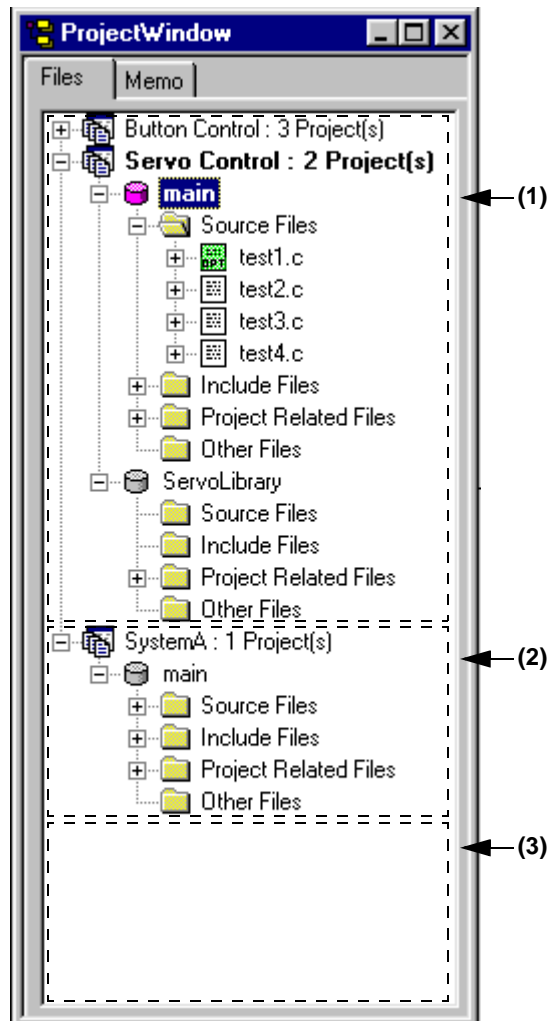 ProjectWindow
Files Memo
Button Control : 3 Project(s)
Servo Control : 2 Project(s)
main (1)
Source Files
OPT test1.c
test2.c
test3.c
test4.c
Include Files
Project Related Files
Other Files
ServoLibrary
Source Files
Include Files
Project Related Files
Other Files
SystemA : 1 Project(s)
(2)
main
Source Files
Include Files
Project Related Files
Other Files
(3)